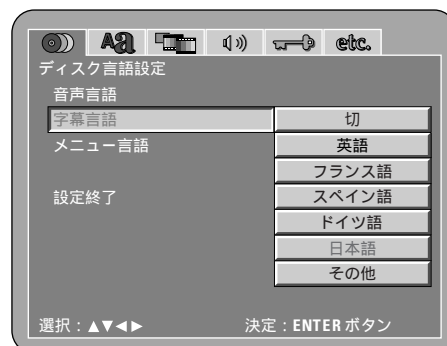 Aあ etc.
ディスク言語設定
音声言語
字幕言語 切
メニュー言語 英語
フランス語
設定終了 スペイン語
ドイツ語
日本語
その他
選択：▲▼◀▶ 決定：ENTER ボタン